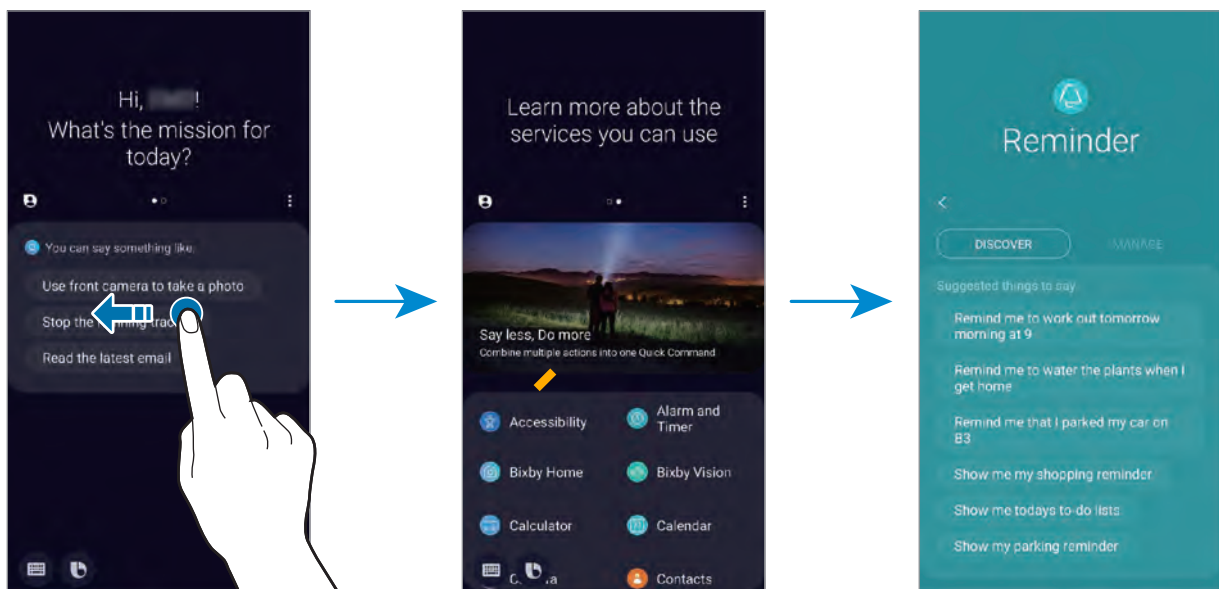 Hi, !
What's the mission for
today?
You can say something like.
Use front camera to take a photo
Stop the
Read the latest email
Learn more about the
services you can use
Say less, Do more
Combine multiple actions into one Quick Command
Accessibility
Alarm and
Timer
Bixby Home
Bixby Vision
Calculator
Calendar
Contacts
Reminder
DISCOVER
MANAGE
Suggested things to say
Remind me to work out tomorrow
morning at 9
Remind me to water the plants when I
get home
Remind me that I parked my car on
B3
Show me my shopping reminder
Show me todays to-do lists
Show my parking reminder